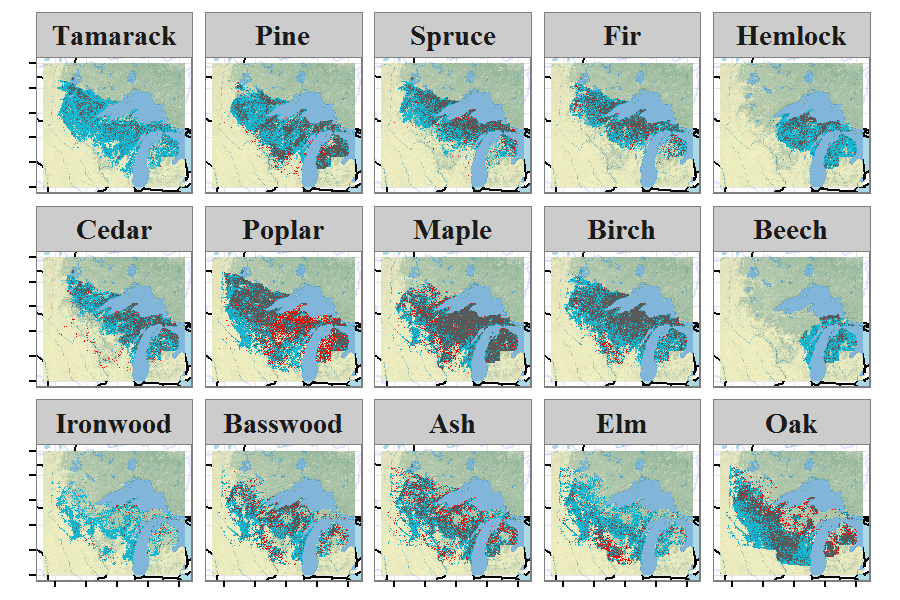 Tamarack
Pine
Spruce
Fir
Hemlock
Cedar
Poplar
Maple
Birch
Beech
Ironwood
Basswood
Ash
Elm
Oak